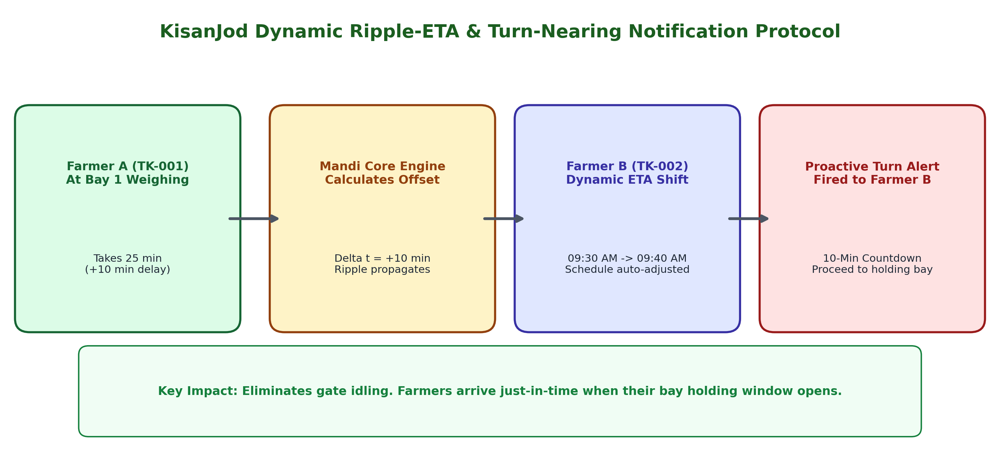 KisanJod Dynamic Ripple-ETA & Turn-Nearing Notification Protocol
Farmer A (TK-001)
At Bay 1 Weighing
Takes 25 min
(+10 min delay)
Mandi Core Engine
Calculates Offset
Delta t = +10 min
Ripple propagates
Farmer B (TK-002)
Dynamic ETA Shift
09:30 AM -> 09:40 AM
Schedule auto-adjusted
Proactive Turn Alert
Fired to Farmer B
10-Min Countdown
Proceed to holding bay
Key Impact: Eliminates gate idling. Farmers arrive just-in-time when their bay holding window opens.